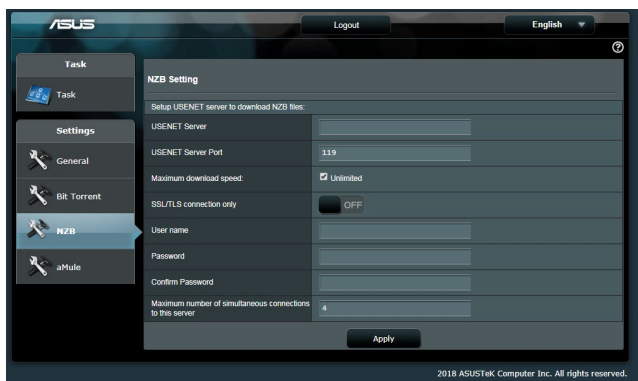 ASUS
Logout
English
Task
Task
Settings
General
Bit Torrent
NZB
aMule
NZB Setting
Setup USENET server to download NZB files:
USENET Server
USENET Server Port
119
Maximum download speed:
Unlimited
SSL/TLS connection only
OFF
User name
Password
Confirm Password
Maximum number of simultaneous connections
to this server
4
Apply
2018 ASUSTeK Computer Inc. All rights reserved.